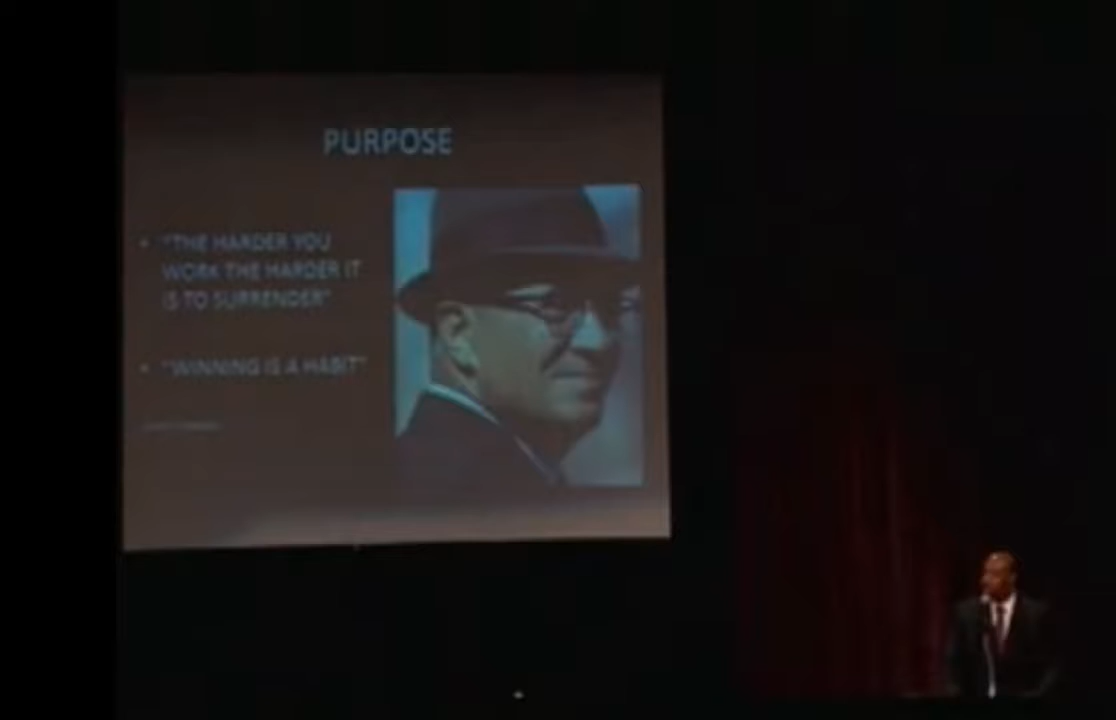 PURPOSE
• "THE HARDER YOU
WORK THE HARDER IT
IS TO SURRENDER"
• "WINNING IS A HABIT"